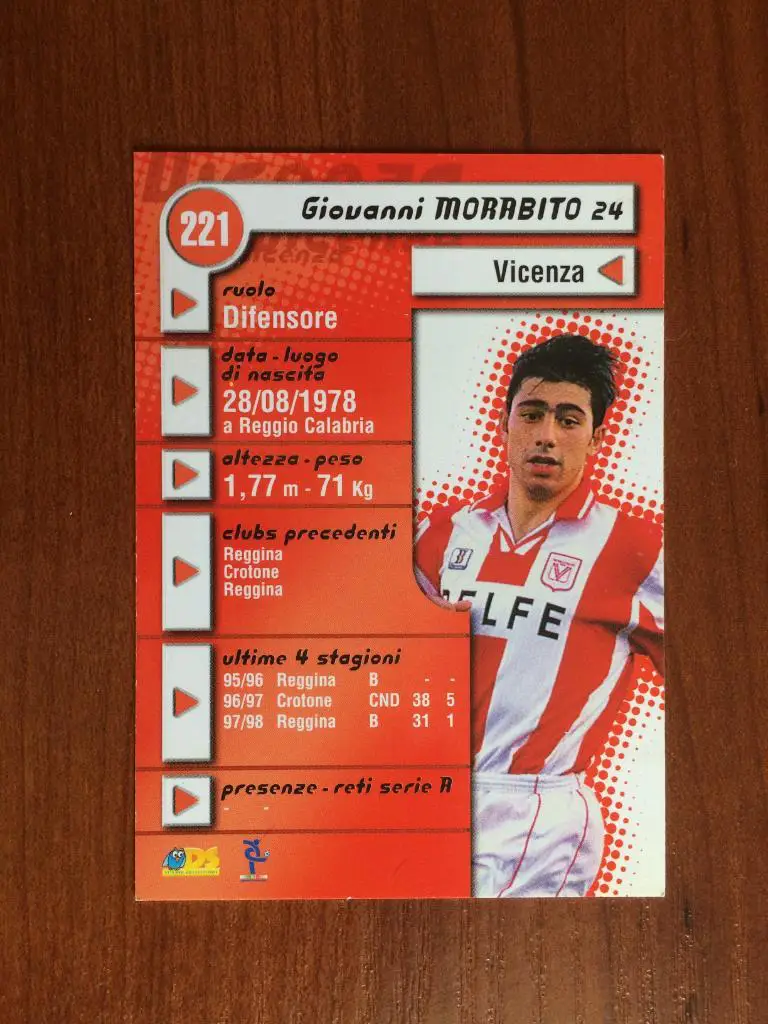 221
Giovanni MORABITO 24
Vicenza
ruolo
Difensore
data - luogo
di nascita
28/08/1978
a Reggio Calabria
altezza - peso
1,77 m - 71 Kg
clubs precedenti
Reggina
Crotone
Reggina
ultime 4 stagioni
95/96 Reggina B - -
96/97 Crotone CND 38 5
97/98 Reggina B 31 1
presenze - reti serie A
- -
DS
ELFE